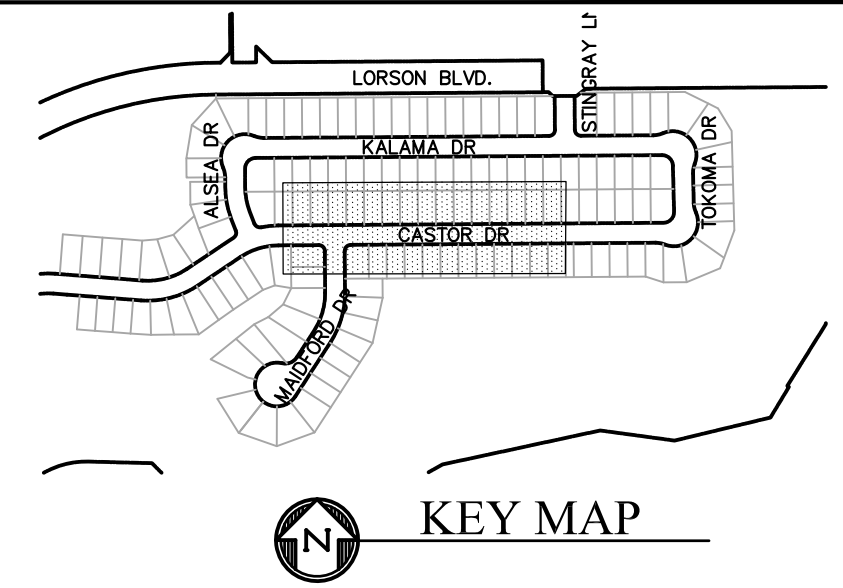 STINGRAY LN
LORSON BLVD.
ALSEA DR
KALAMA DR
TOKOMA DR
CASTOR DR
MAIDFORD DR
N
KEY MAP